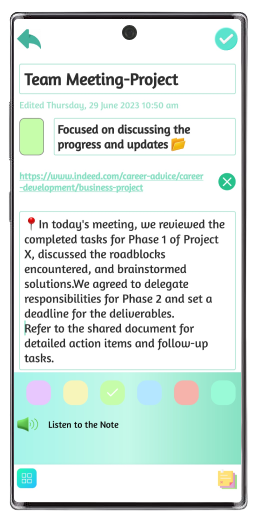 Team Meeting-Project
Edited Thursday, 29 June 2023 10:50 am
Focused on discussing the
progress and updates 📂
https://www.indeed.com/career-advice/career
-development/business-project
📍In today's meeting, we reviewed the
completed tasks for Phase 1 of Project
X, discussed the roadblocks
encountered, and brainstormed
solutions.We agreed to delegate
responsibilities for Phase 2 and set a
deadline for the deliverables.
Refer to the shared document for
detailed action items and follow-up
tasks.
Listen to the Note